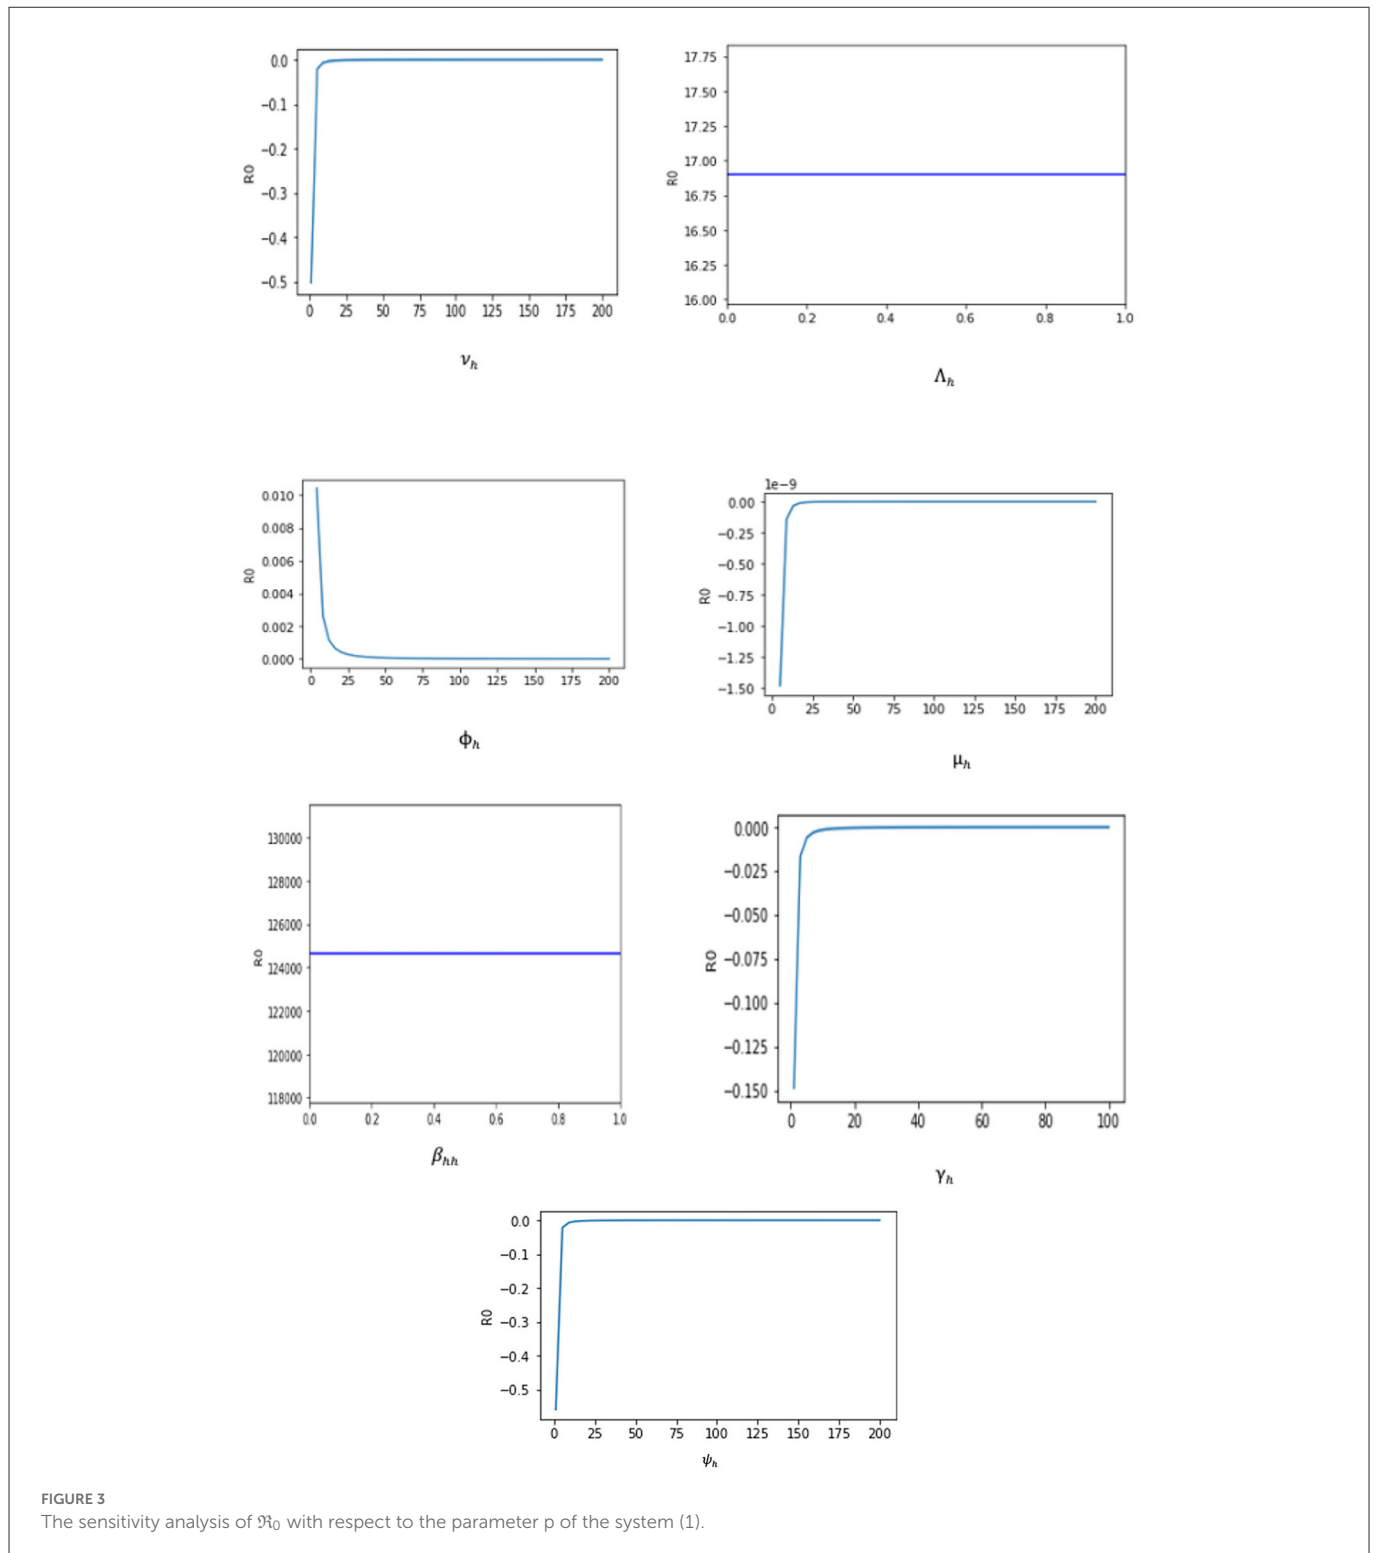 0.0
−0.1
−0.2
−0.3
−0.4
−0.5
R0
0 25 50 75 100 125 150 175 200
νₕ
17.75
17.50
17.25
17.00
16.75
16.50
16.25
16.00
R0
0.0 0.2 0.4 0.6 0.8 1.0
Λₕ
0.010
0.008
0.006
0.004
0.002
0.000
R0
0 25 50 75 100 125 150 175 200
ϕₕ
1e−9
0.00
−0.25
−0.50
−0.75
−1.00
−1.25
−1.50
R0
0 25 50 75 100 125 150 175 200
μₕ
130000
128000
126000
124000
122000
120000
118000
R0
0.0 0.2 0.4 0.6 0.8 1.0
βₕₕ
0.000
−0.025
−0.050
−0.075
−0.100
−0.125
−0.150
R0
0 20 40 60 80 100
γₕ
0.0
−0.1
−0.2
−0.3
−0.4
−0.5
R0
0 25 50 75 100 125 150 175 200
ψₕ
FIGURE 3
The sensitivity analysis of ℜ₀ with respect to the parameter p of the system (1).